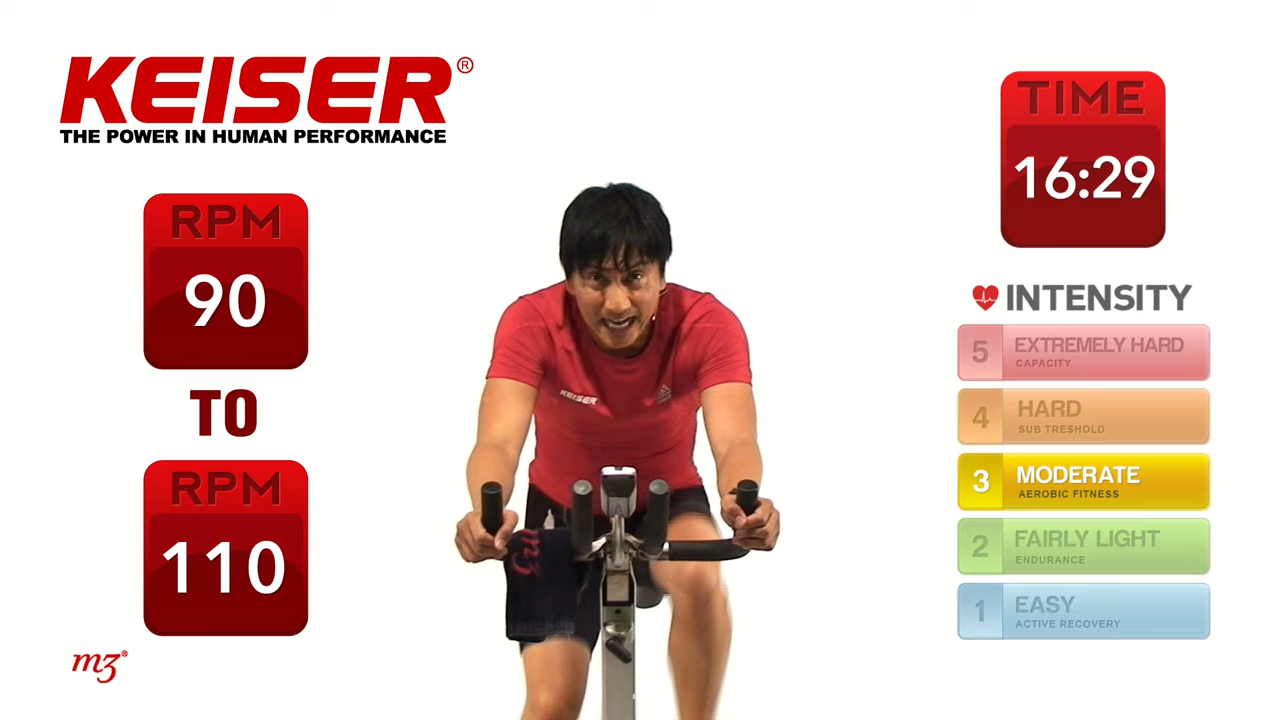 KEISER®
THE POWER IN HUMAN PERFORMANCE
RPM
90
TO
RPM
110
m3®
KEISER
TIME
16:29
INTENSITY
5 EXTREMELY HARD
CAPACITY
4 HARD
SUB TRESHOLD
3 MODERATE
AEROBIC FITNESS
2 FAIRLY LIGHT
ENDURANCE
1 EASY
ACTIVE RECOVERY